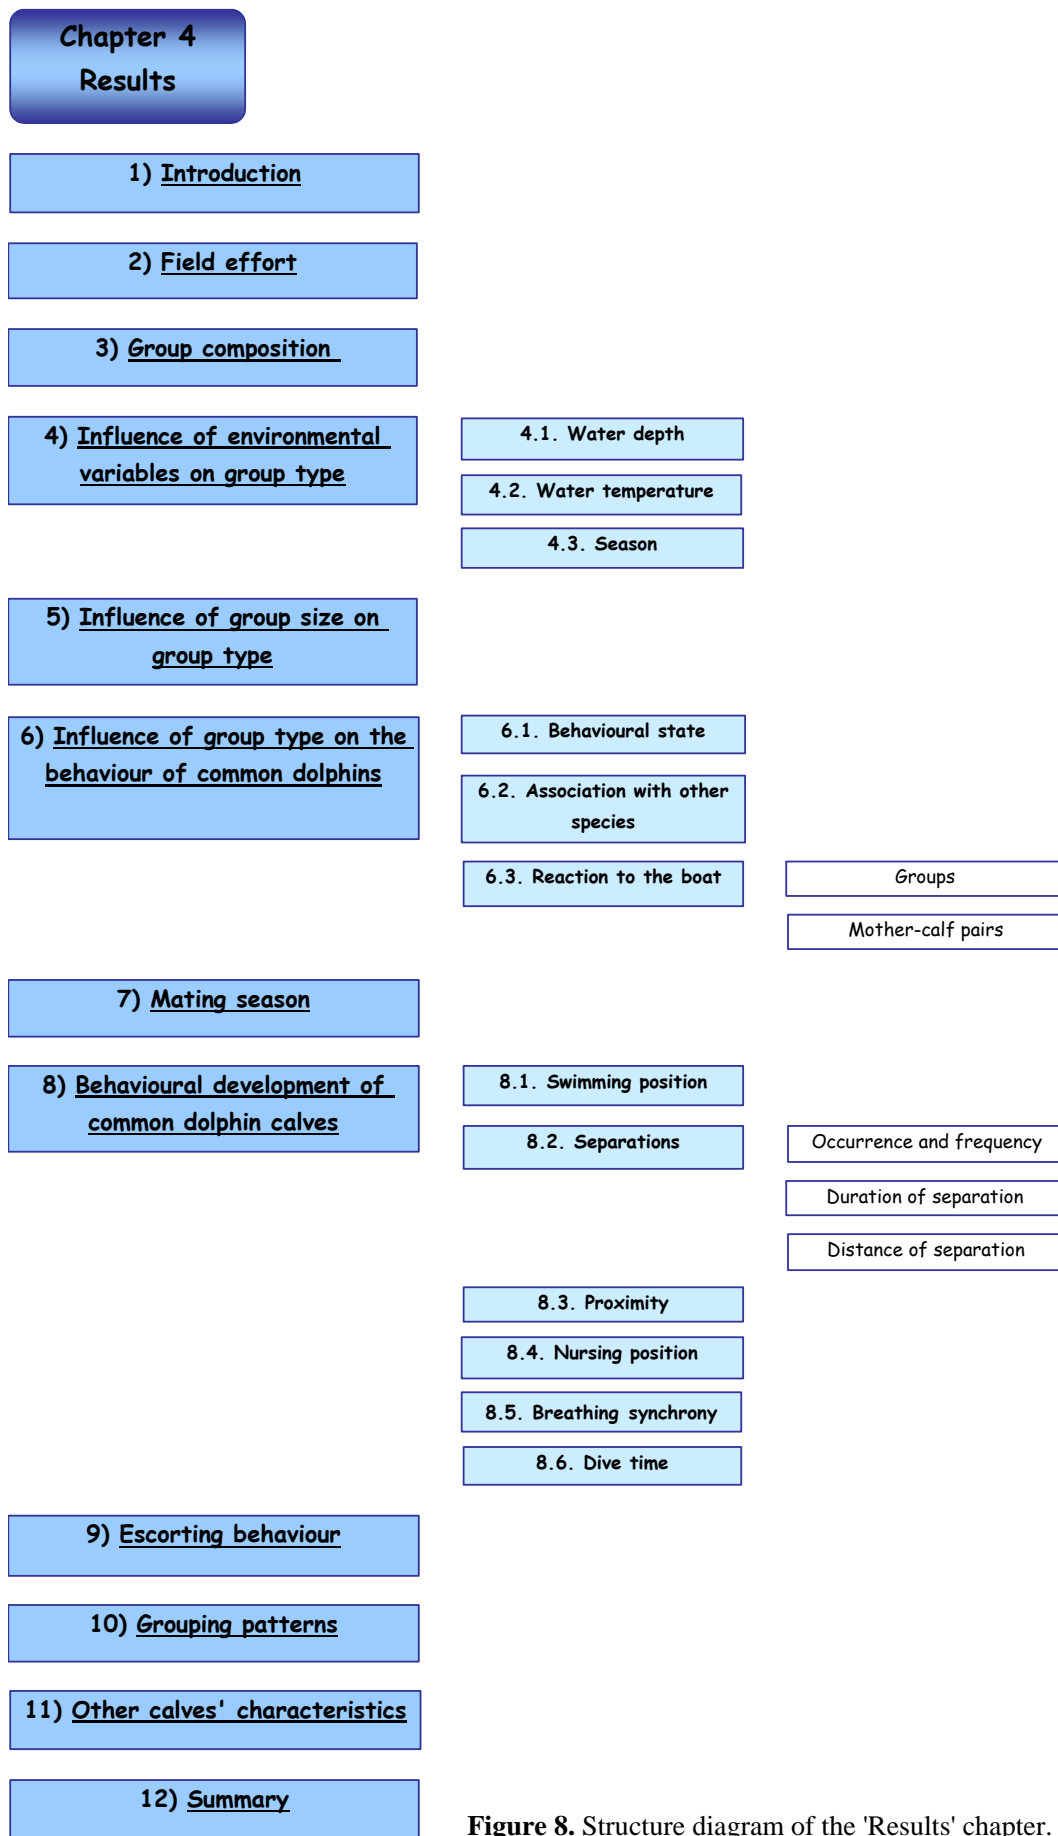 Chapter 4
Results
1) Introduction
2) Field effort
3) Group composition
4) Influence of environmental
variables on group type
4.1. Water depth
4.2. Water temperature
4.3. Season
5) Influence of group size on
group type
6) Influence of group type on the
behaviour of common dolphins
6.1. Behavioural state
6.2. Association with other
species
6.3. Reaction to the boat
Groups
Mother-calf pairs
7) Mating season
8) Behavioural development of
common dolphin calves
8.1. Swimming position
8.2. Separations
Occurrence and frequency
Duration of separation
Distance of separation
8.3. Proximity
8.4. Nursing position
8.5. Breathing synchrony
8.6. Dive time
9) Escorting behaviour
10) Grouping patterns
11) Other calves' characteristics
12) Summary
Figure 8. Structure diagram of the 'Results' chapter.